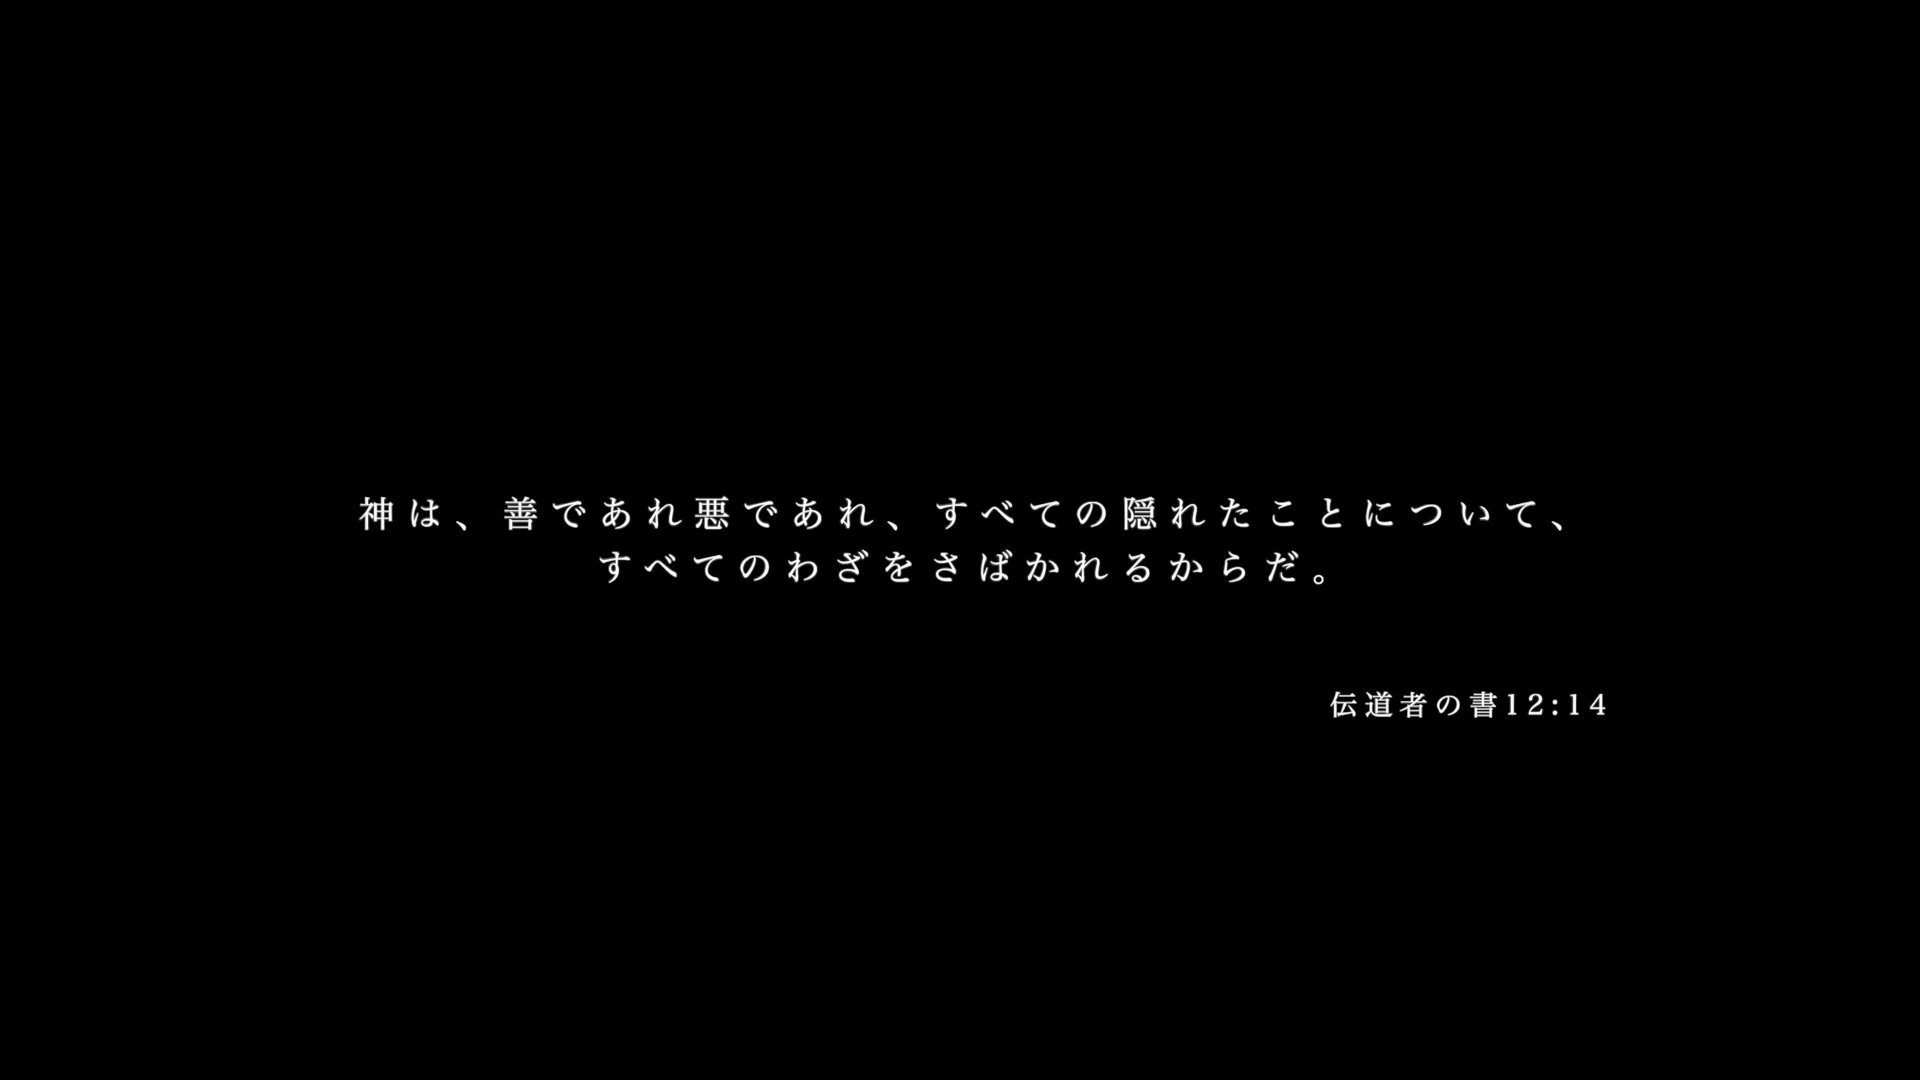 神は、善であれ悪であれ、すべての隠れたことについて、
すべてのわざをさばかれるからだ。
伝道者の書12:14